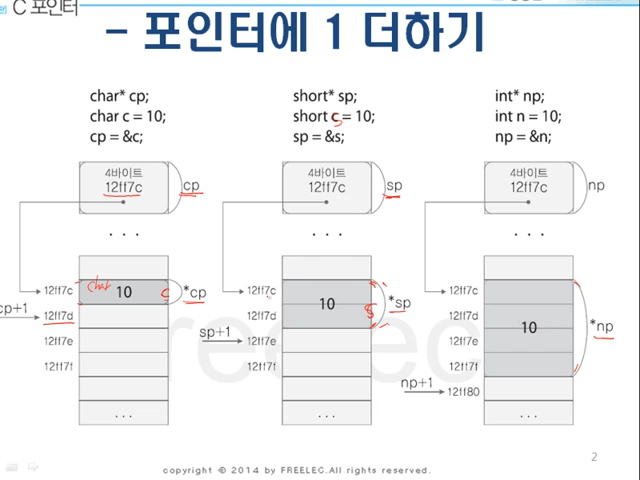 C 포인터
- 포인터에 1 더하기
char* cp;
char c = 10;
cp = &c;
short* sp;
short c = 10;
s
sp = &s;
int* np;
int n = 10;
np = &n;
4바이트
12ff7c
cp
4바이트
12ff7c
sp
4바이트
12ff7c
np
. . .
. . .
. . .
12ff7c
char
10
c
*cp
cp+1
12ff7d
12ff7e
12ff7f
. . .
12ff7c
12ff7d
10
s
*sp
sp+1
12ff7e
12ff7f
. . .
12ff7c
12ff7d
10
*np
12ff7e
12ff7f
np+1
12ff80
. . .
freelec
2
copyright © 2014 by FREELEC.All rights reserved.